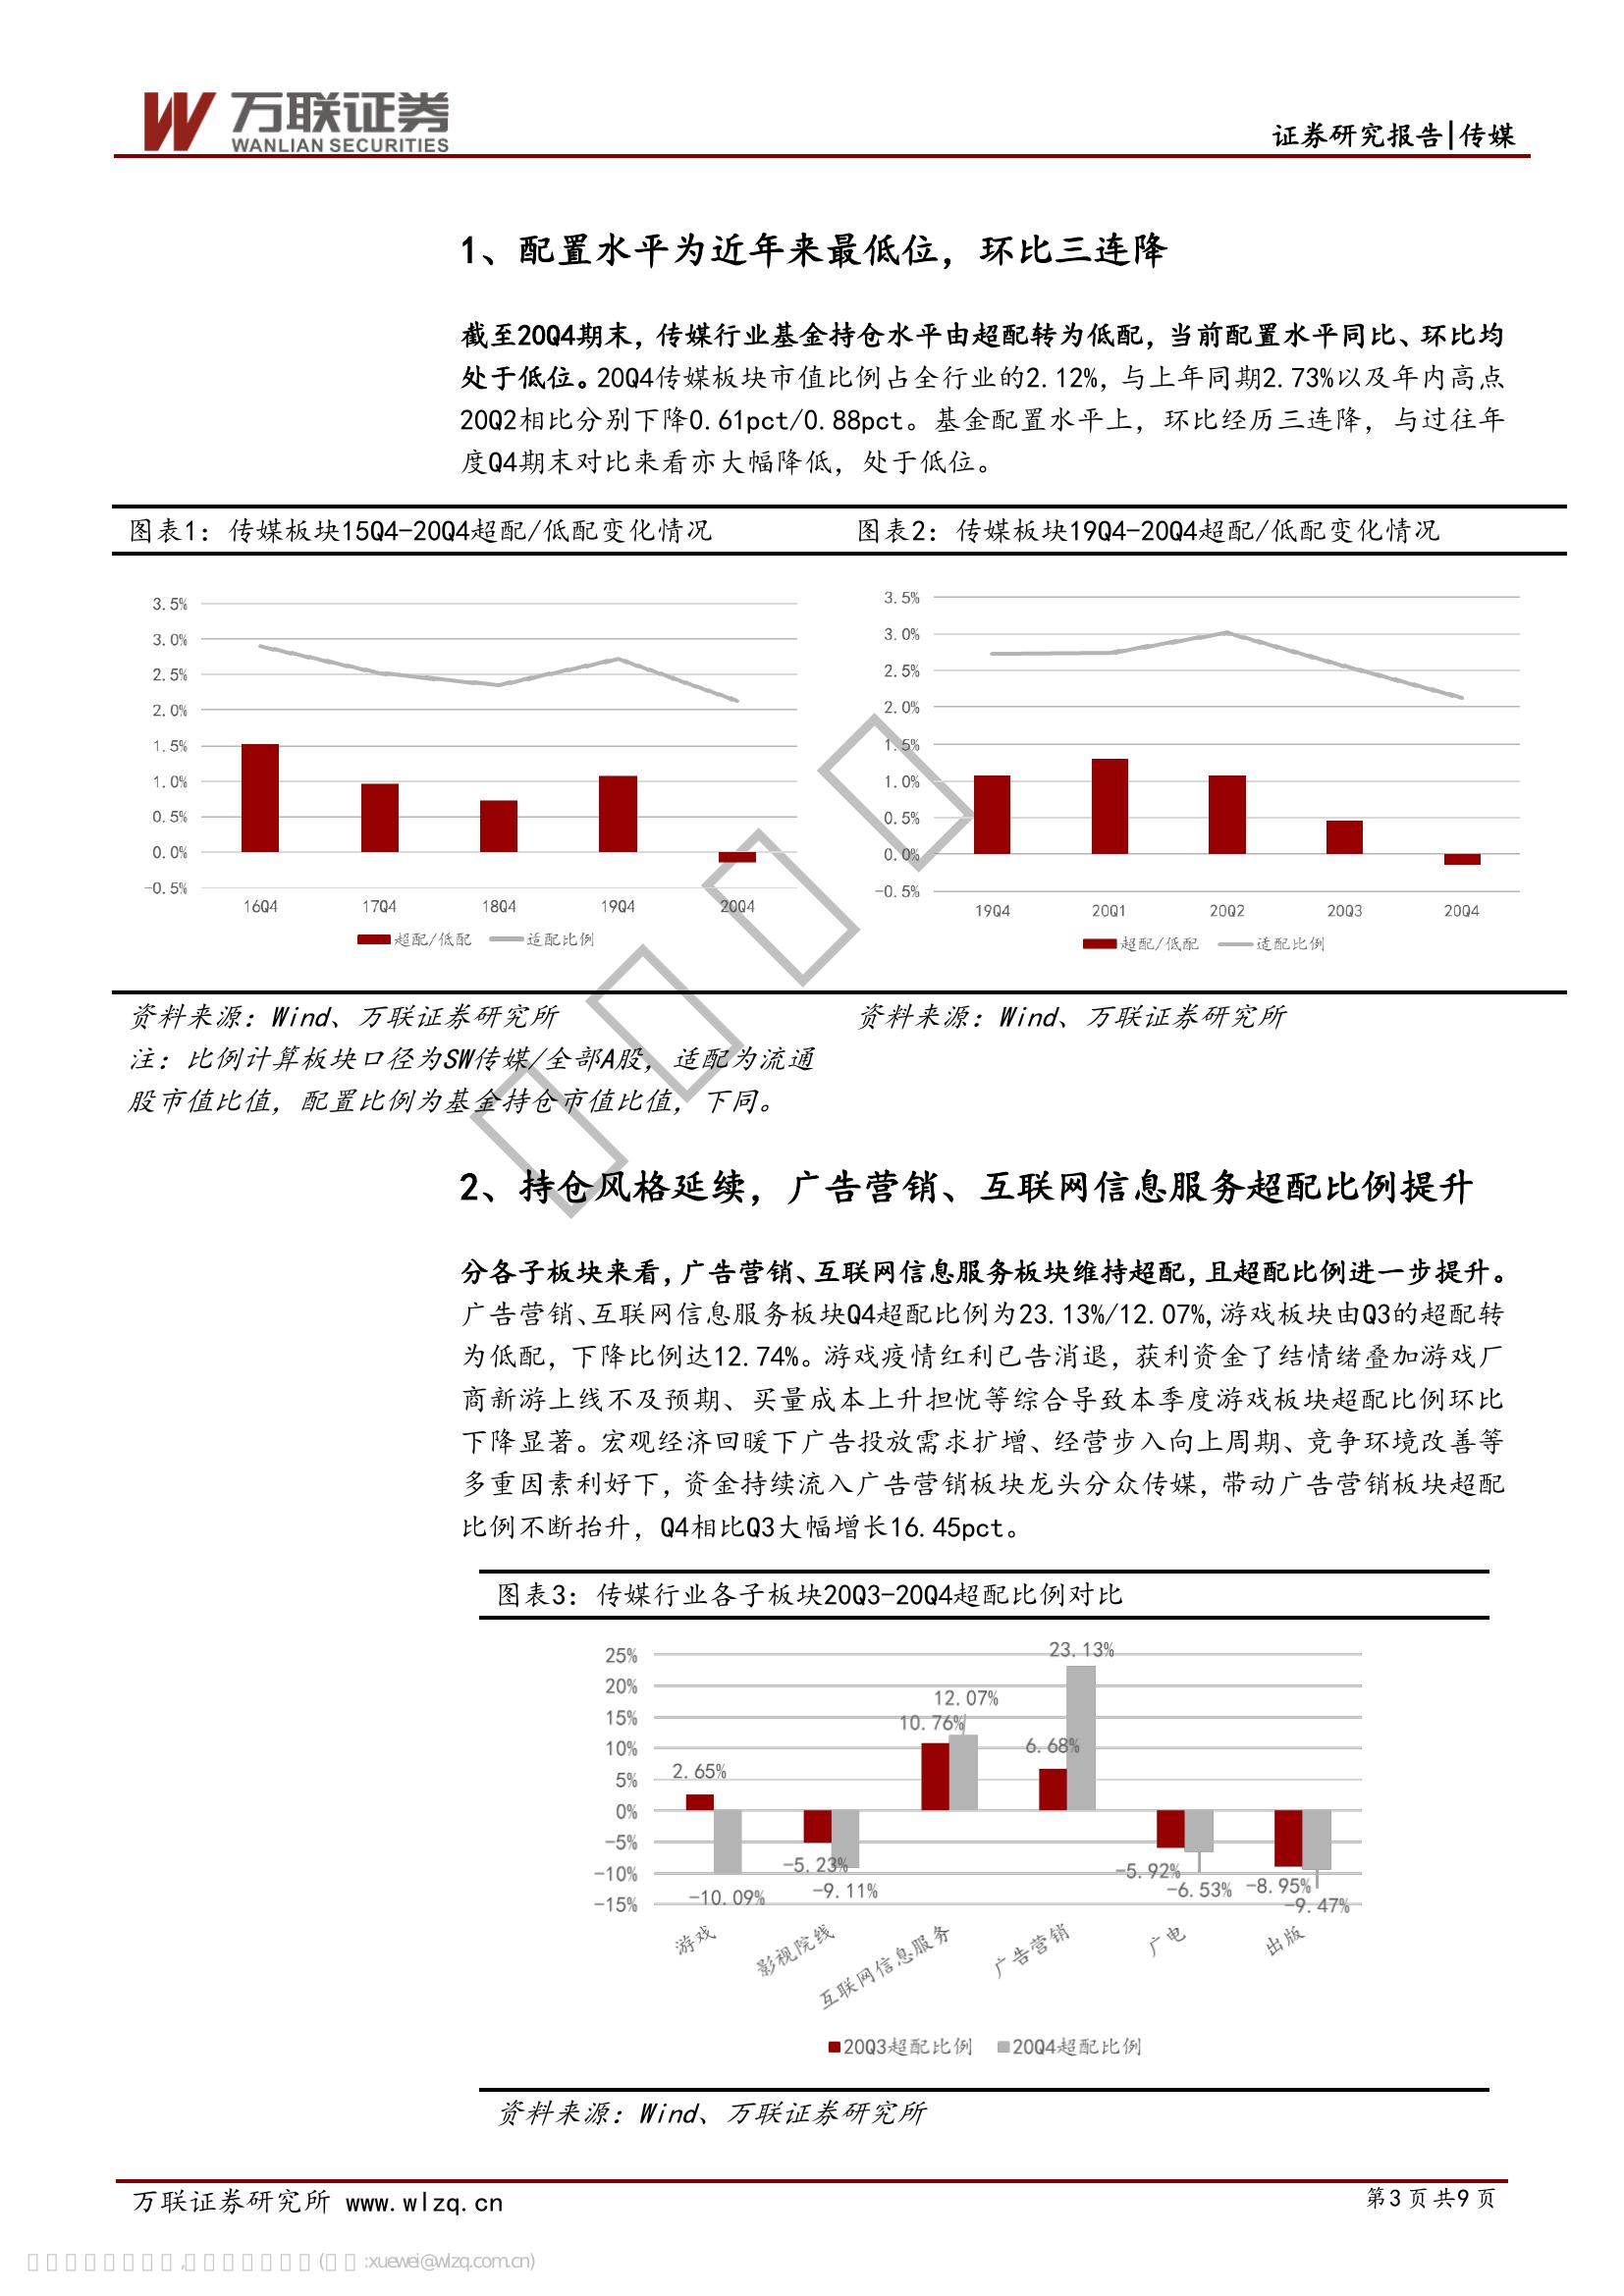 万联证券
WANLIAN SECURITIES
证券研究报告|传媒
1、配置水平为近年来最低位，环比三连降
截至20Q4期末，传媒行业基金持仓水平由超配转为低配，当前配置水平同比、环比均
处于低位。20Q4传媒板块市值比例占全行业的2.12%，与上年同期2.73%以及年内高点
20Q2相比分别下降0.61pct/0.88pct。基金配置水平上，环比经历三连降，与过往年
度Q4期末对比来看亦大幅降低，处于低位。
图表1：传媒板块15Q4-20Q4超配/低配变化情况
3.5%
3.0%
2.5%
2.0%
1.5%
1.0%
0.5%
0.0%
-0.5%
16Q4 17Q4 18Q4 19Q4 20Q4
超配/低配 适配比例
资料来源：Wind、万联证券研究所
注：比例计算板块口径为SW传媒/全部A股，适配为流通
股市值比值，配置比例为基金持仓市值比值，下同。
图表2：传媒板块19Q4-20Q4超配/低配变化情况
3.5%
3.0%
2.5%
2.0%
1.5%
1.0%
0.5%
0.0%
-0.5%
19Q4 20Q1 20Q2 20Q3 20Q4
超配/低配 适配比例
资料来源：Wind、万联证券研究所
2、持仓风格延续，广告营销、互联网信息服务超配比例提升
分各子板块来看，广告营销、互联网信息服务板块维持超配，且超配比例进一步提升。
广告营销、互联网信息服务板块Q4超配比例为23.13%/12.07%，游戏板块由Q3的超配转
为低配，下降比例达12.74%。游戏疫情红利已告消退，获利资金了结情绪叠加游戏厂
商新游上线不及预期、买量成本上升担忧等综合导致本季度游戏板块超配比例环比
下降显著。宏观经济回暖下广告投放需求扩增、经营步入向上周期、竞争环境改善等
多重因素利好下，资金持续流入广告营销板块龙头分众传媒，带动广告营销板块超配
比例不断抬升，Q4相比Q3大幅增长16.45pct。
图表3：传媒行业各子板块20Q3-20Q4超配比例对比
25%
20%
15%
10%
5%
0%
-5%
-10%
-15%
2.65%
-10.09%
-5.23%
-9.11%
10.76%
12.07%
6.68%
23.13%
-5.92%
-6.53%
-8.95%
-9.47%
游戏
影视院线
互联网信息服务
广告营销
广电
出版
20Q3超配比例 20Q4超配比例
资料来源：Wind、万联证券研究所
万联证券研究所 www.wlzq.cn
第3页共9页
:xuewei@wlzq.com.cn)